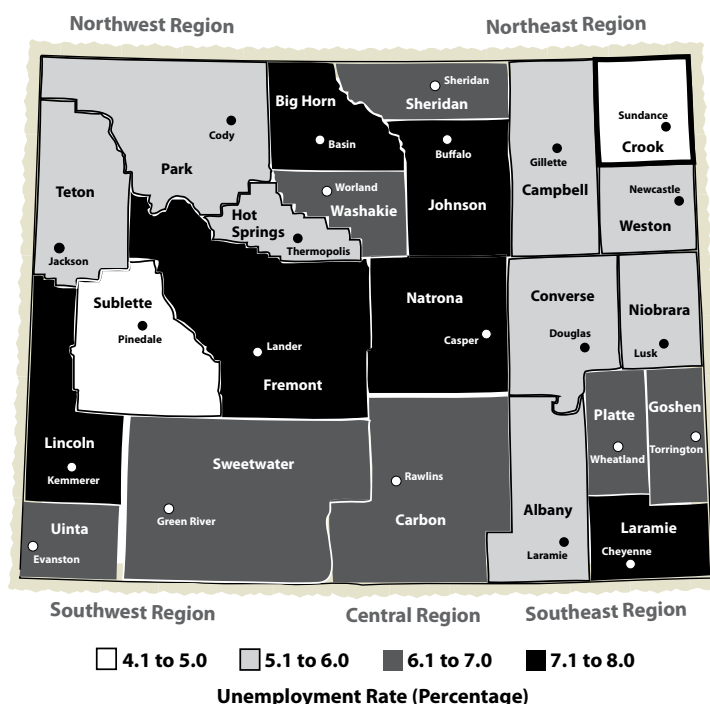 Northwest Region
Northeast Region
Big Horn
Basin
Sheridan
Sheridan
Sundance
Crook
Cody
Park
Buffalo
Johnson
Gillette
Campbell
Newcastle
Weston
Teton
Jackson
Worland
Washakie
Hot
Springs
Thermopolis
Sublette
Pinedale
Natrona
Casper
Converse
Douglas
Niobrara
Lusk
Lander
Fremont
Lincoln
Kemmerer
Sweetwater
Green River
Rawlins
Carbon
Platte
Wheatland
Goshen
Torrington
Albany
Laramie
Laramie
Cheyenne
Uinta
Evanston
Southwest Region
Central Region
Southeast Region
4.1 to 5.0
5.1 to 6.0
6.1 to 7.0
7.1 to 8.0
Unemployment Rate (Percentage)